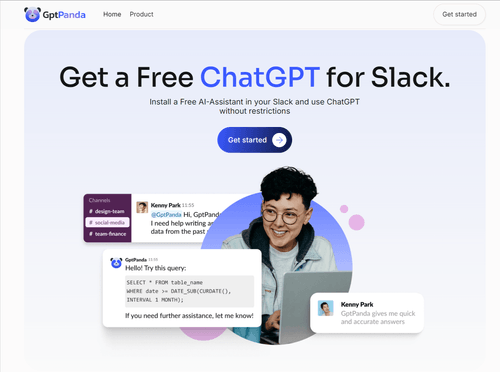 GptPanda
Home
Product
Get started
Get a Free ChatGPT for Slack.
Install a Free AI-Assistant in your Slack and use ChatGPT
without restrictions
Get started
Channels
# design-team
# social-media
# team-finance
Kenny Park 11:55
@GptPanda Hi, GptPanda
I need help writing
data from the past
GptPanda 11:55
Hello! Try this query:
SELECT * FROM table_name
WHERE date >= DATE_SUB(CURDATE(),
INTERVAL 1 MONTH);
If you need further assistance, let me know!
Kenny Park
GptPanda gives me quick
and accurate answers